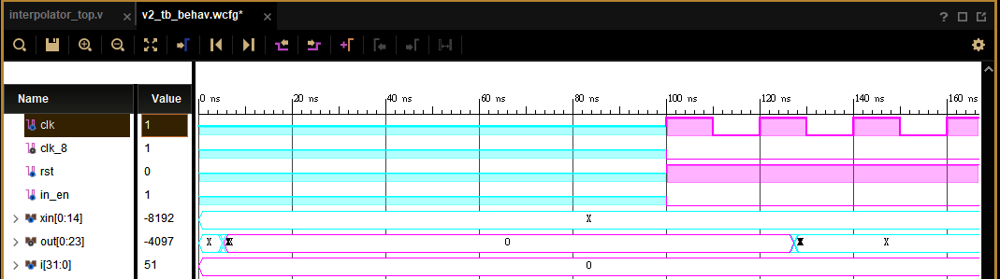 interpolator_top.v × v2_tb_behav.wcfg* × ?
Name Value 0 ns 20 ns 40 ns 60 ns 80 ns 100 ns 120 ns 140 ns 160 ns
clk 1
clk_8 1
rst 0
in_en 1
xin[0:14] -8192 X
out[0:23] -4097 X X 0 X X
i[31:0] 51 0